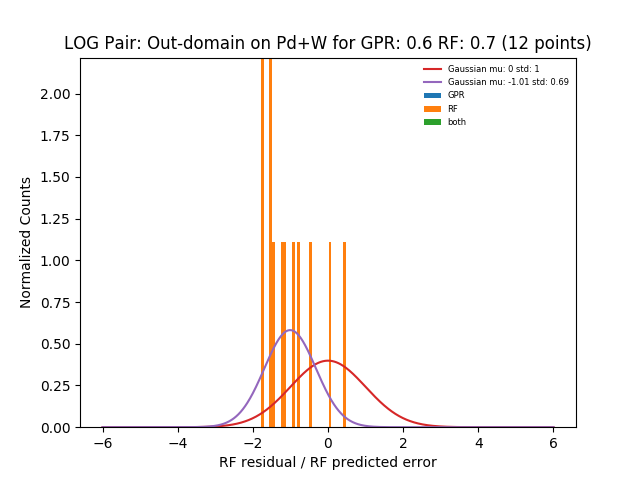 LOG Pair: Out-domain on Pd+W for GPR: 0.6 RF: 0.7 (12 points)
Gaussian mu: 0 std: 1
Gaussian mu: -1.01 std: 0.69
GPR
RF
both
Normalized Counts
2.00
1.75
1.50
1.25
1.00
0.75
0.50
0.25
0.00
−6 −4 −2 0 2 4 6
RF residual / RF predicted error